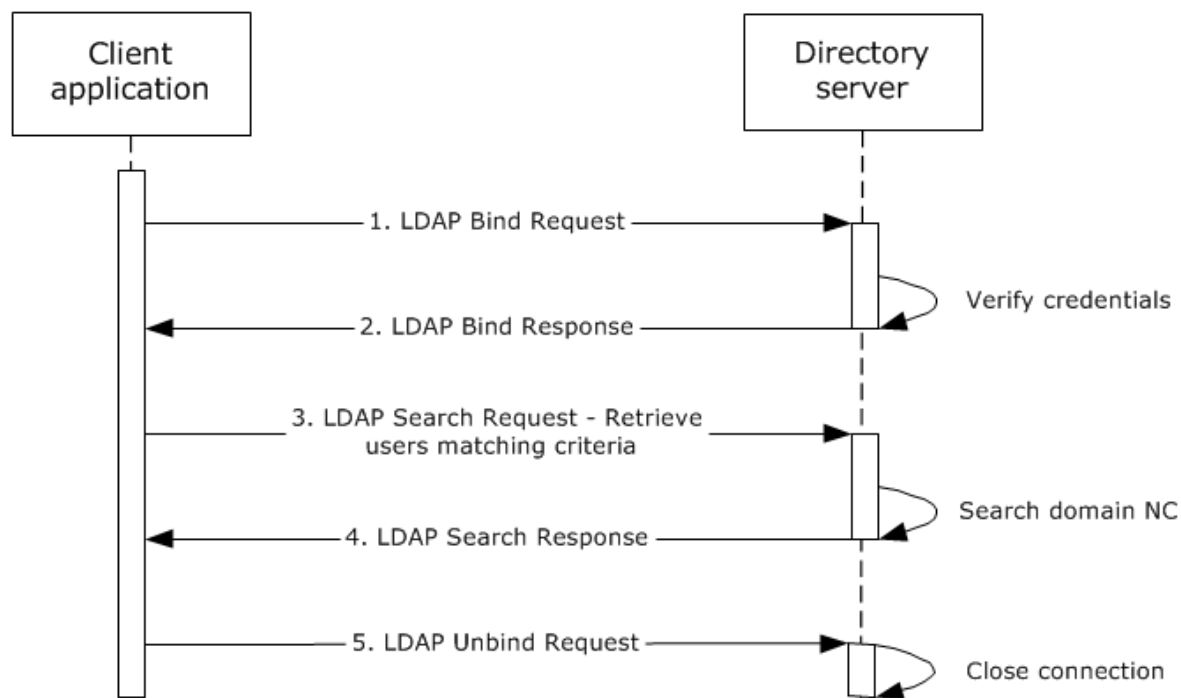 Client
application
Directory
server
1. LDAP Bind Request
Verify credentials
2. LDAP Bind Response
3. LDAP Search Request - Retrieve
users matching criteria
Search domain NC
4. LDAP Search Response
5. LDAP Unbind Request
Close connection